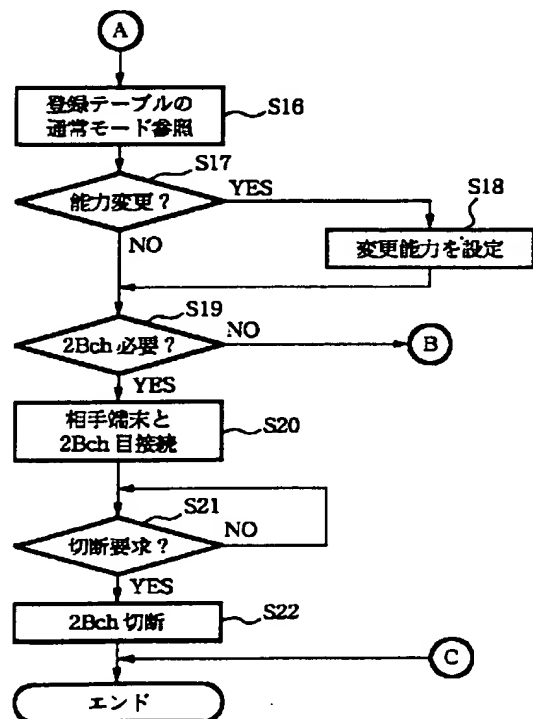 A
登録テーブルの
通常モード参照
S16
S17
能力変更?
YES
S18
NO
変更能力を設定
S19
2Bch 必要?
NO
B
YES
相手端末と
2Bch 目接続
S20
S21
切断要求?
NO
YES
2Bch 切断
S22
C
エンド